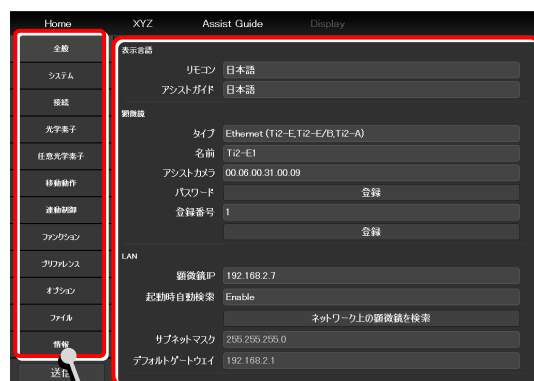 Home XYZ Assist Guide Display
全般
システム
接続
光学素子
任意光学素子
移動動作
連動制御
ファンクション
プリファレンス
オプション
ファイル
情報
送信
表示言語
リモコン 日本語
アシストガイド 日本語
顕微鏡
タイプ Ethernet (Ti2-E,Ti2-E/B,Ti2-A)
名前 Ti2-E1
アシストカメラ 00.06.00.31.00.09
パスワード 登録
登録番号 1
登録
LAN
顕微鏡IP 192.168.2.7
起動時自動検索 Enable
ネットワーク上の顕微鏡を検索
サブネットマスク 255.255.255.0
デフォルトゲートウェイ 192.168.2.1